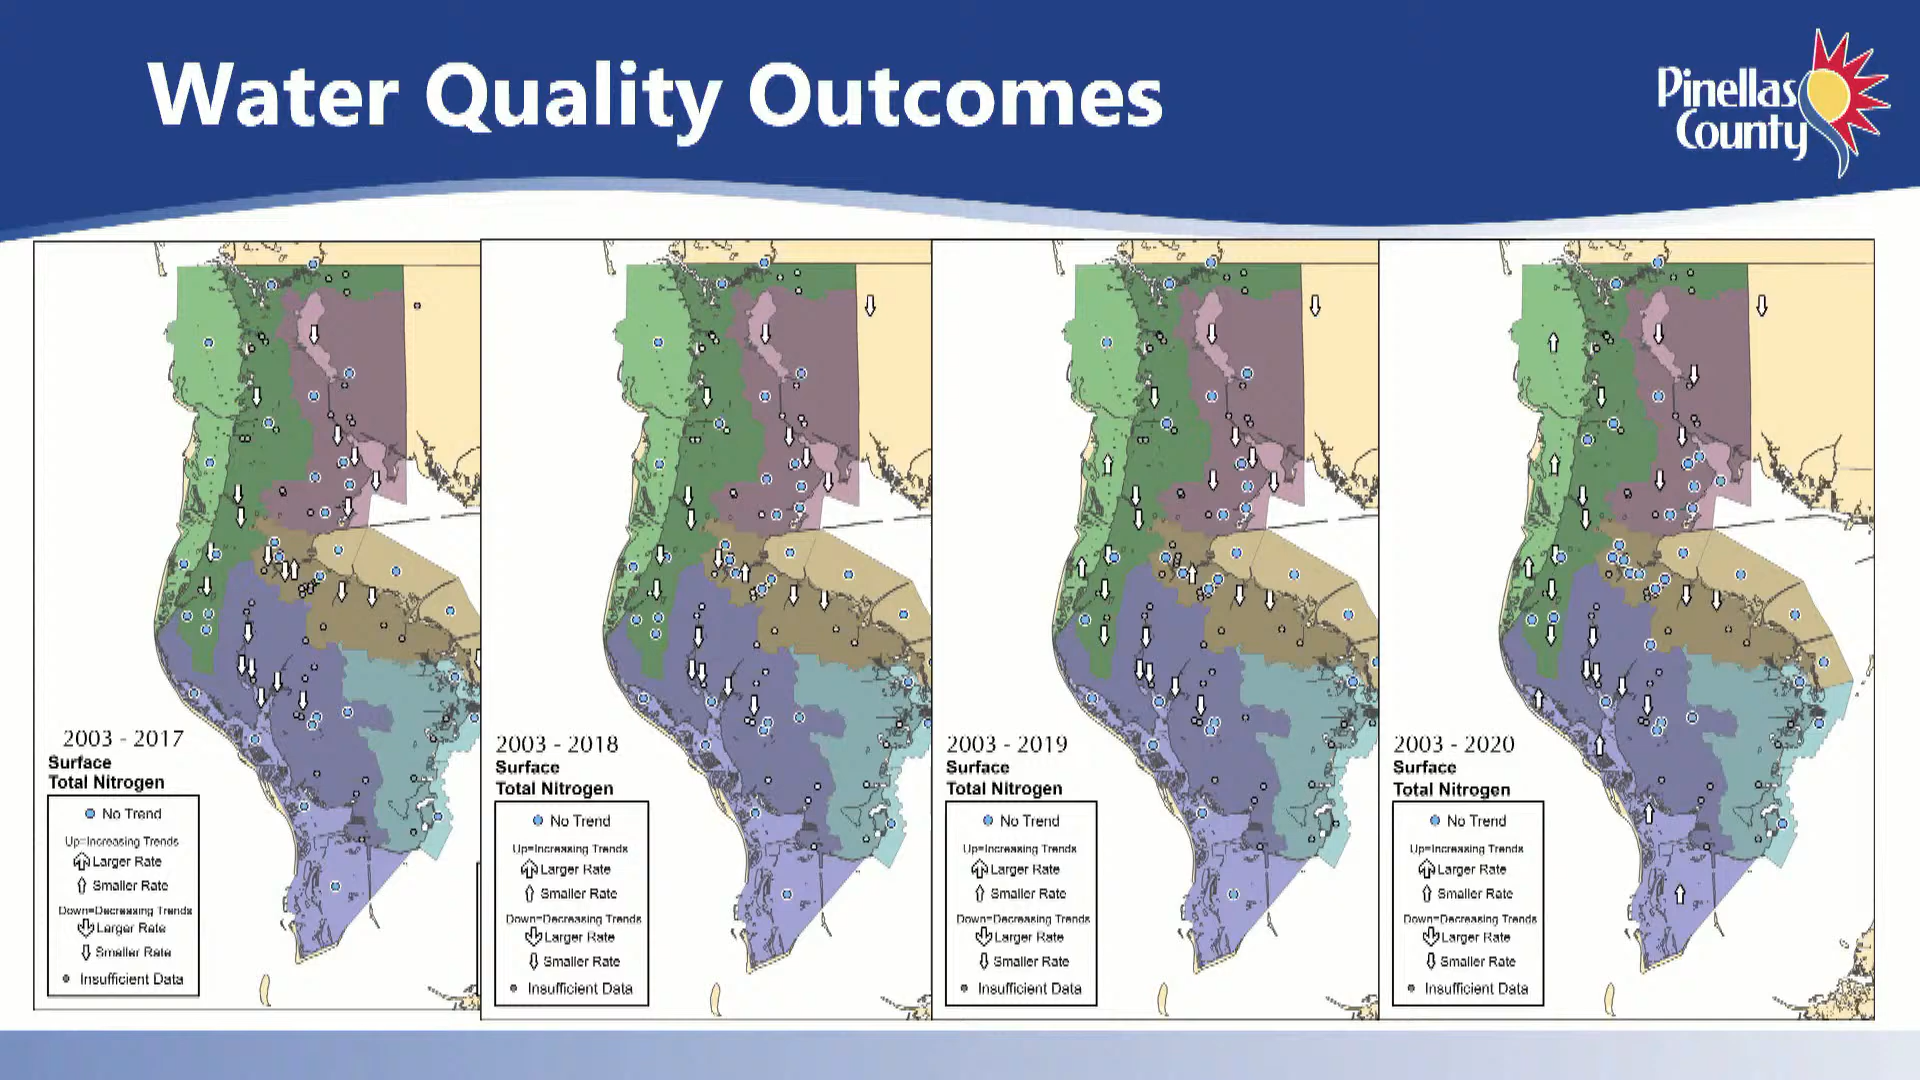 Water Quality Outcomes
Pinellas
County
2003 - 2017
Surface
Total Nitrogen
No Trend
Up=Increasing Trends
Larger Rate
Smaller Rate
Down=Decreasing Trends
Larger Rate
Smaller Rate
Insufficient Data
2003 - 2018
Surface
Total Nitrogen
No Trend
Up=Increasing Trends
Larger Rate
Smaller Rate
Down=Decreasing Trends
Larger Rate
Smaller Rate
Insufficient Data
2003 - 2019
Surface
Total Nitrogen
No Trend
Up=Increasing Trends
Larger Rate
Smaller Rate
Down=Decreasing Trends
Larger Rate
Smaller Rate
Insufficient Data
2003 - 2020
Surface
Total Nitrogen
No Trend
Up=Increasing Trends
Larger Rate
Smaller Rate
Down=Decreasing Trends
Larger Rate
Smaller Rate
Insufficient Data